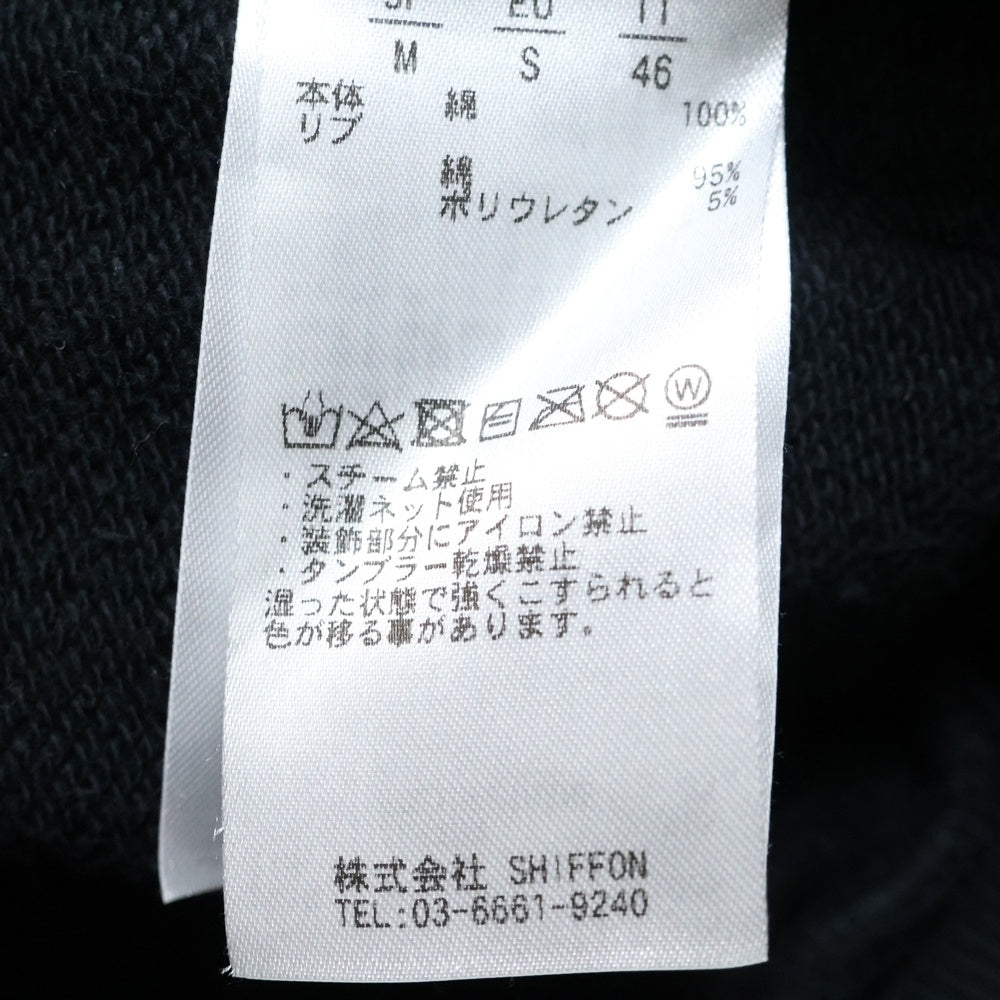 JP EU IT
M S 46
本体 綿 100%
リブ
綿 95%
ポリウレタン 5%
W
・スチーム禁止
・洗濯ネット使用
・装飾部分にアイロン禁止
・タンブラー乾燥禁止
湿った状態で強くこすられると
色が移る事があります。
株式会社 SHIFFON
TEL:03-6661-9240